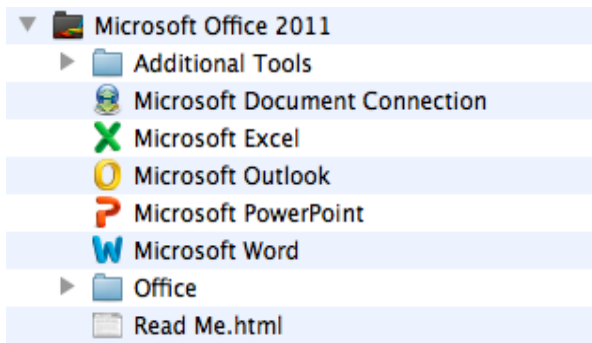 Microsoft Office 2011
Additional Tools
Microsoft Document Connection
Microsoft Excel
Microsoft Outlook
Microsoft PowerPoint
Microsoft Word
Office
Read Me.html